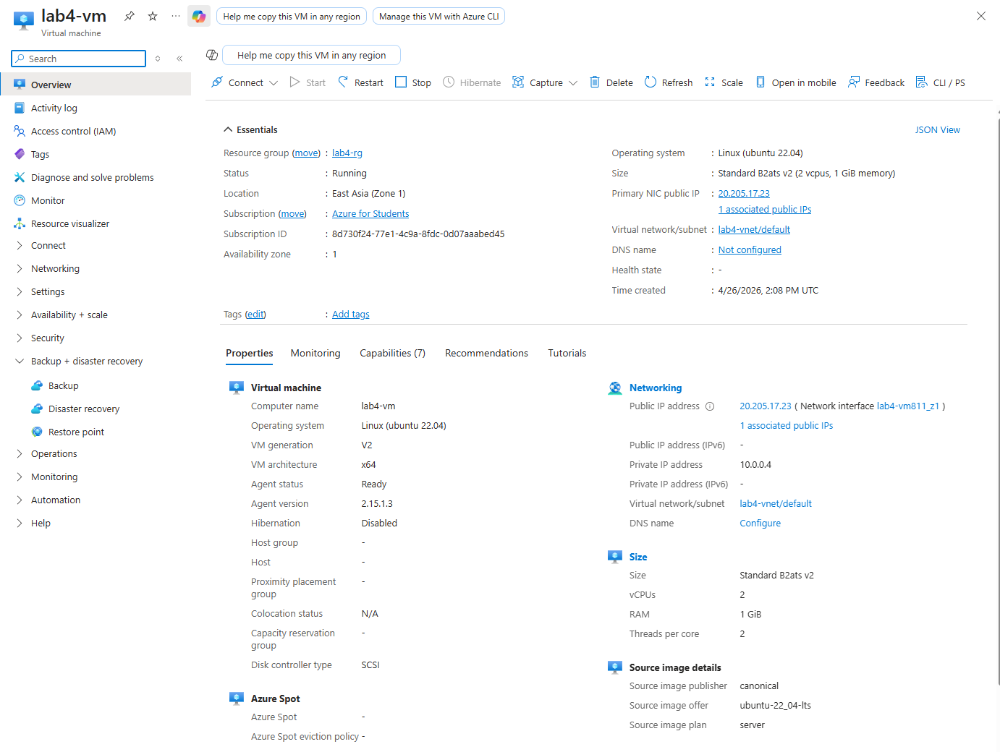 lab4-vm
Virtual machine
Help me copy this VM in any region
Manage this VM with Azure CLI
Search
Help me copy this VM in any region
Connect
Start
Restart
Stop
Hibernate
Capture
Delete
Refresh
Scale
Open in mobile
Feedback
CLI / PS
Overview
Activity log
Access control (IAM)
Tags
Diagnose and solve problems
Monitor
Resource visualizer
Connect
Networking
Settings
Availability + scale
Security
Backup + disaster recovery
Backup
Disaster recovery
Restore point
Operations
Monitoring
Automation
Help
Essentials
JSON View
Resource group (move) : lab4-rg
Status : Running
Location : East Asia (Zone 1)
Subscription (move) : Azure for Students
Subscription ID : 8d730f24-77e1-4c9a-8fdc-0d07aaabed45
Availability zone : 1
Operating system : Linux (ubuntu 22.04)
Size : Standard B2ats v2 (2 vcpus, 1 GiB memory)
Primary NIC public IP : 20.205.17.23
1 associated public IPs
Virtual network/subnet : lab4-vnet/default
DNS name : Not configured
Health state : -
Time created : 4/26/2026, 2:08 PM UTC
Tags (edit) : Add tags
Properties
Monitoring
Capabilities (7)
Recommendations
Tutorials
Virtual machine
Computer name lab4-vm
Operating system Linux (ubuntu 22.04)
VM generation V2
VM architecture x64
Agent status Ready
Agent version 2.15.1.3
Hibernation Disabled
Host group -
Host -
Proximity placement -
group
Colocation status N/A
Capacity reservation -
group
Disk controller type SCSI
Azure Spot
Azure Spot -
Azure Spot eviction policy -
Networking
Public IP address 20.205.17.23 ( Network interface lab4-vm811_z1 )
1 associated public IPs
Public IP address (IPv6) -
Private IP address 10.0.0.4
Private IP address (IPv6) -
Virtual network/subnet lab4-vnet/default
DNS name Configure
Size
Size Standard B2ats v2
vCPUs 2
RAM 1 GiB
Threads per core 2
Source image details
Source image publisher canonical
Source image offer ubuntu-22_04-lts
Source image plan server